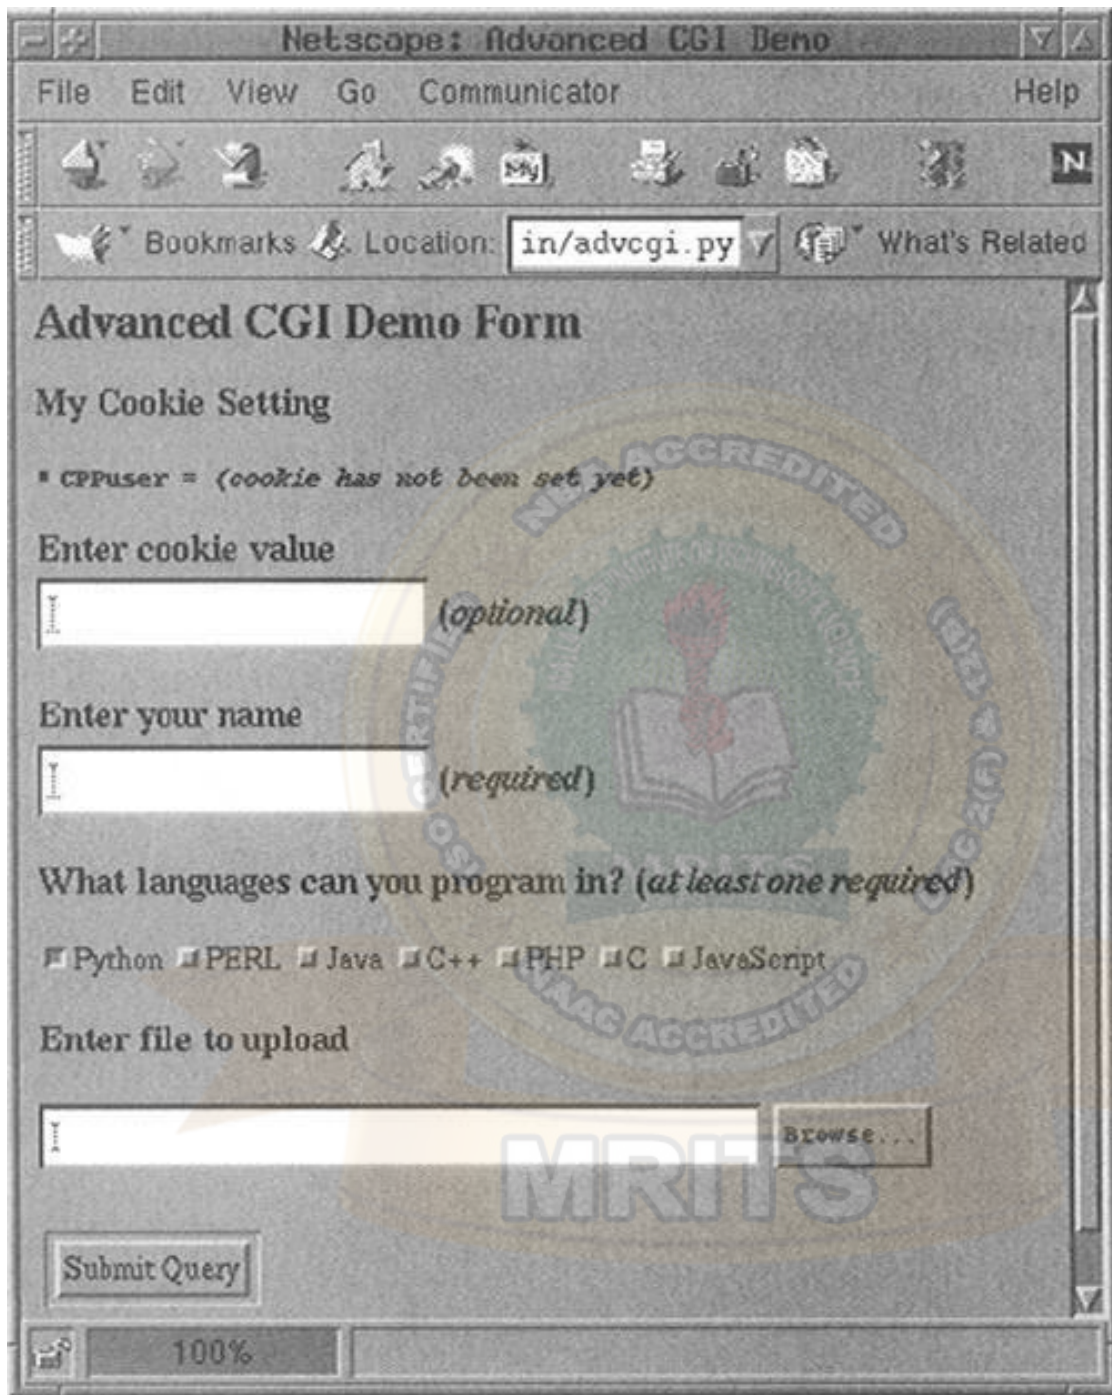 Netscape: Advanced CGI Demo
File Edit View Go Communicator Help
My N
Bookmarks Location: in/advcgi.py What's Related
Advanced CGI Demo Form
My Cookie Setting
CPPuser = (cookie has not been set yet)
Enter cookie value
(optional)
Enter your name
(required)
What languages can you program in? (at least one required)
Python PERL Java C++ PHP C JavaScript
Enter file to upload
Browse...
Submit Query
100%
ACCREDITED
NAAC ACCREDITED
MRITS